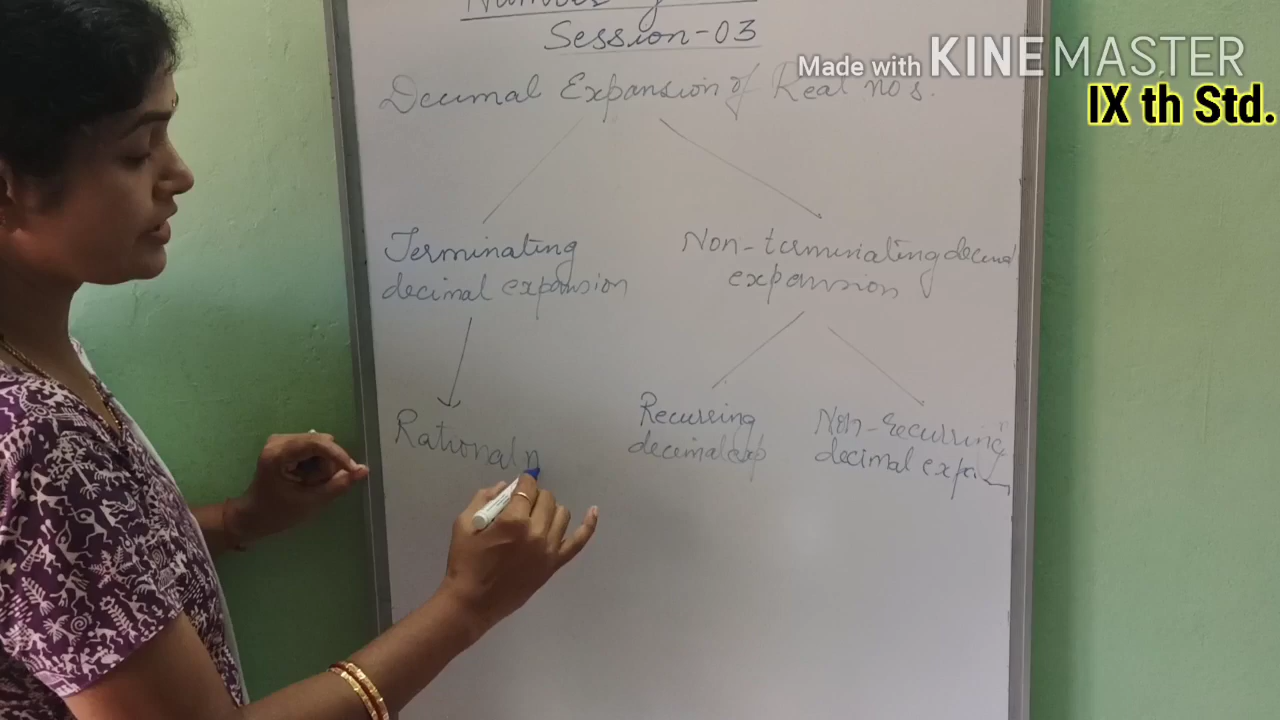 Session-03
Made with KINEMASTER
IX th Std.
Decimal Expansion of Real nos.
Terminating
decimal expansion
Non-terminating decimal
expansion
Rational n
Recurring
decimal exp
Non-recurring
decimal expan